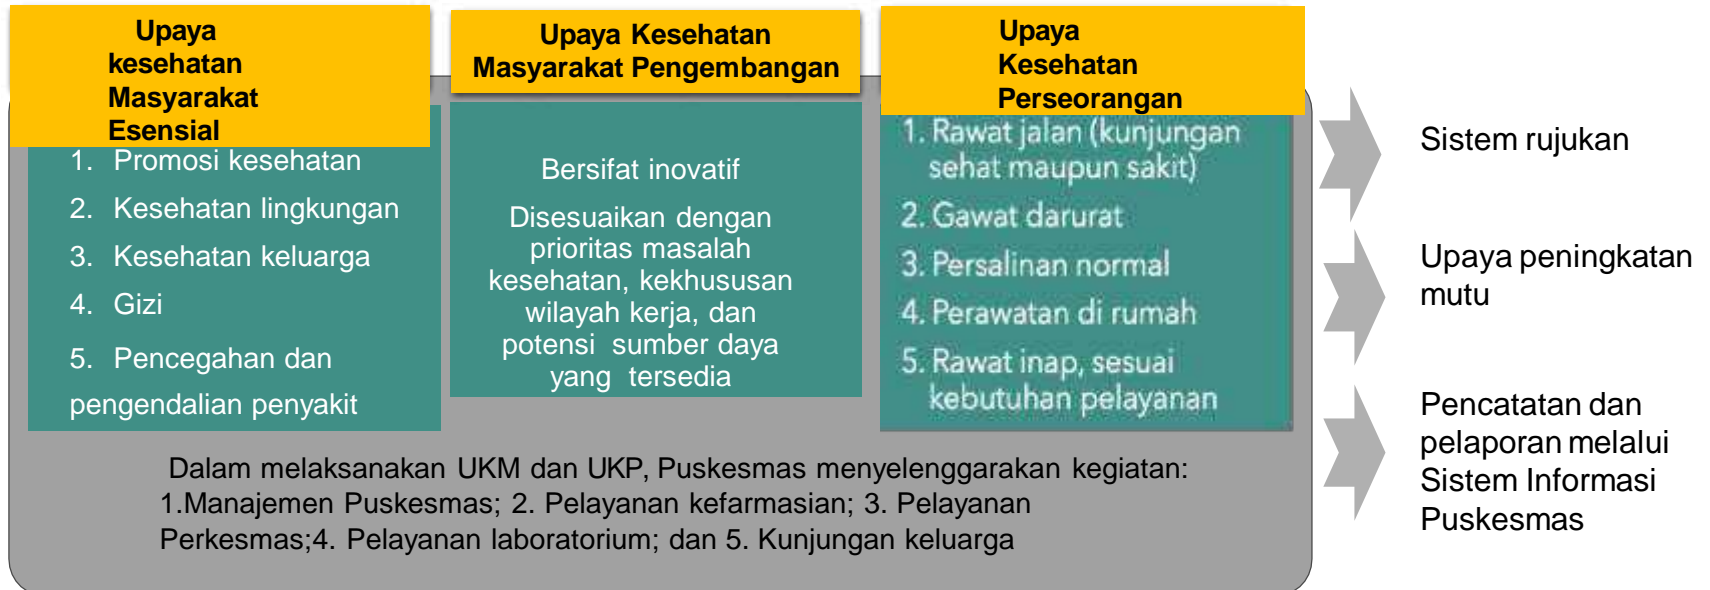 Upaya
kesehatan
Masyarakat
Esensial
1. Promosi kesehatan
2. Kesehatan lingkungan
3. Kesehatan keluarga
4. Gizi
5. Pencegahan dan
pengendalian penyakit
Upaya Kesehatan
Masyarakat Pengembangan
Bersifat inovatif
Disesuaikan dengan
prioritas masalah
kesehatan, kekhususan
wilayah kerja, dan
potensi sumber daya
yang tersedia
Upaya
Kesehatan
Perseorangan
1. Rawat jalan (kunjungan
sehat maupun sakit)
2. Gawat darurat
3. Persalinan normal
4. Perawatan di rumah
5. Rawat inap, sesuai
kebutuhan pelayanan
Dalam melaksanakan UKM dan UKP, Puskesmas menyelenggarakan kegiatan:
1.Manajemen Puskesmas; 2. Pelayanan kefarmasian; 3. Pelayanan
Perkesmas;4. Pelayanan laboratorium; dan 5. Kunjungan keluarga
Sistem rujukan
Upaya peningkatan
mutu
Pencatatan dan
pelaporan melalui
Sistem Informasi
Puskesmas